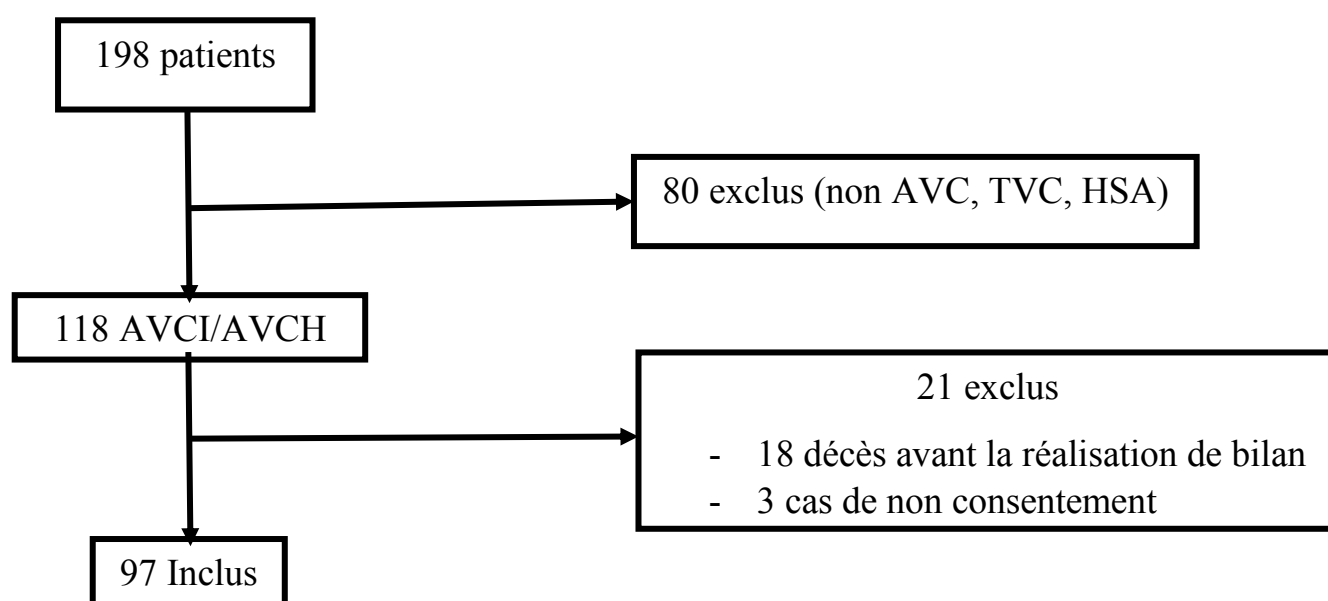 198 patients
80 exclus (non AVC, TVC, HSA)
118 AVCI/AVCH
21 exclus
- 18 décès avant la réalisation de bilan
- 3 cas de non consentement
97 Inclus